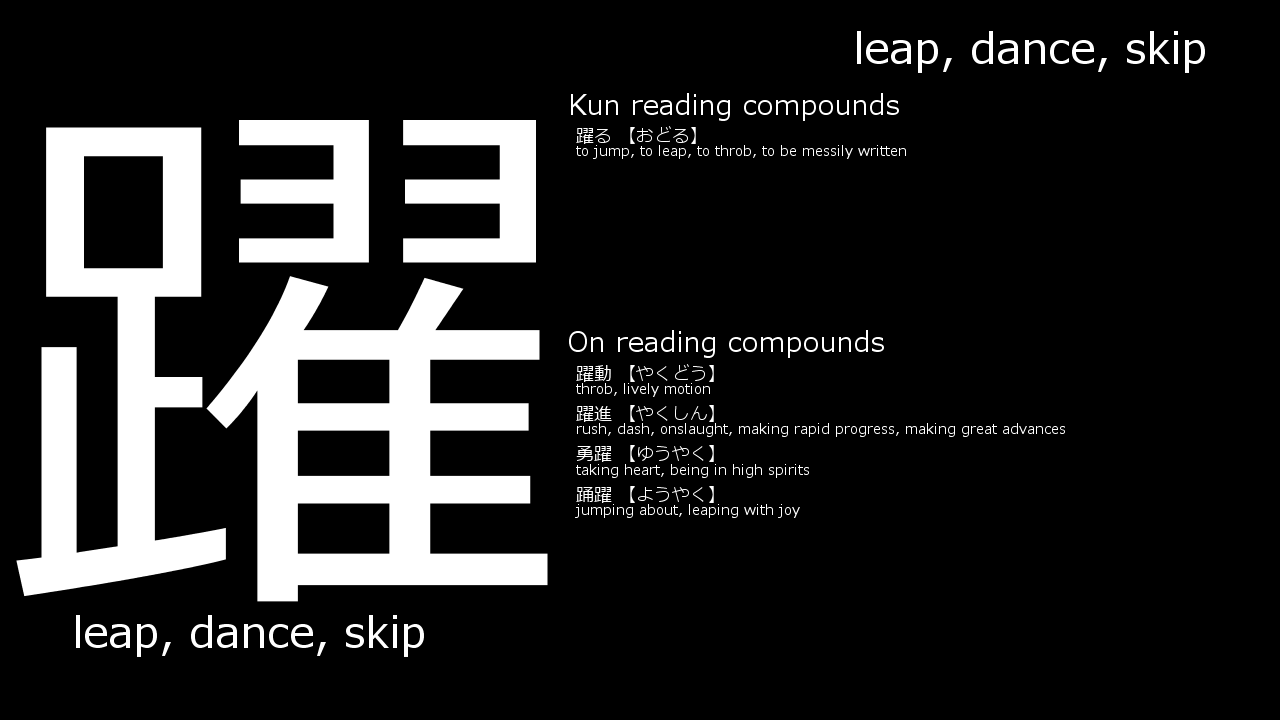 leap, dance, skip
躍
leap, dance, skip
Kun reading compounds
躍る 【おどる】
to jump, to leap, to throb, to be messily written
On reading compounds
躍動 【やくどう】
throb, lively motion
躍進 【やくしん】
rush, dash, onslaught, making rapid progress, making great advances
勇躍 【ゆうやく】
taking heart, being in high spirits
踊躍 【ようやく】
jumping about, leaping with joy